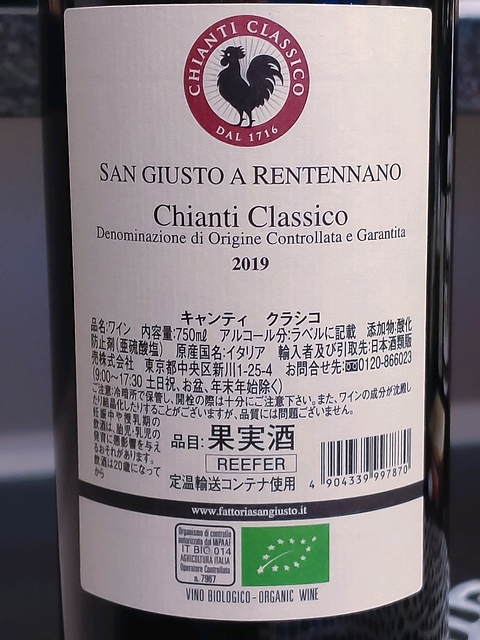 CHIANTI CLASSICO
DAL 1716
SAN GIUSTO A RENTENNANO
Chianti Classico
Denominazione di Origine Controllata e Garantita
2019
キャンティ クラシコ
品名:ワイン 内容量:750mℓ アルコール分:ラベルに記載 添加物:酸化
防止剤(亜硫酸塩) 原産国名:イタリア 輸入者及び引取先:日本酒類販
売株式会社 東京都中央区新川1-25-4 お問合せ先:0120-866023
(9:00~17:30 土日祝、お盆、年末年始除く)
ご注意:冷暗所で保管し、開栓の際は十分にご注意下さい。また、ワインの成分が沈澱し
たり結晶化したりすることがございますが、品質には問題ございません。
妊娠中や授乳期の
飲酒は、胎児・乳児の
発育に悪影響を与え
るおそれがあります。
飲酒は20歳になって
から
品目:果実酒
REEFER
定温輸送コンテナ使用
4 904339 997870
www.fattoriasangiusto.it
Organismo di controllo
autorizzato dal MiPAAF
IT BIO 014
AGRICOLTURA ITALIA
Operatore Controllato
n. 7967
VINO BIOLOGICO - ORGANIC WINE